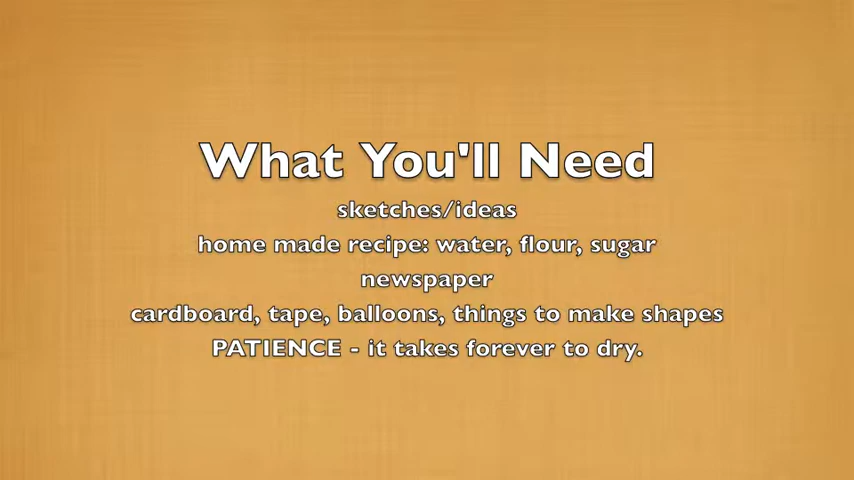 What You'll Need
sketches/ideas
home made recipe: water, flour, sugar
newspaper
cardboard, tape, balloons, things to make shapes
PATIENCE - it takes forever to dry.